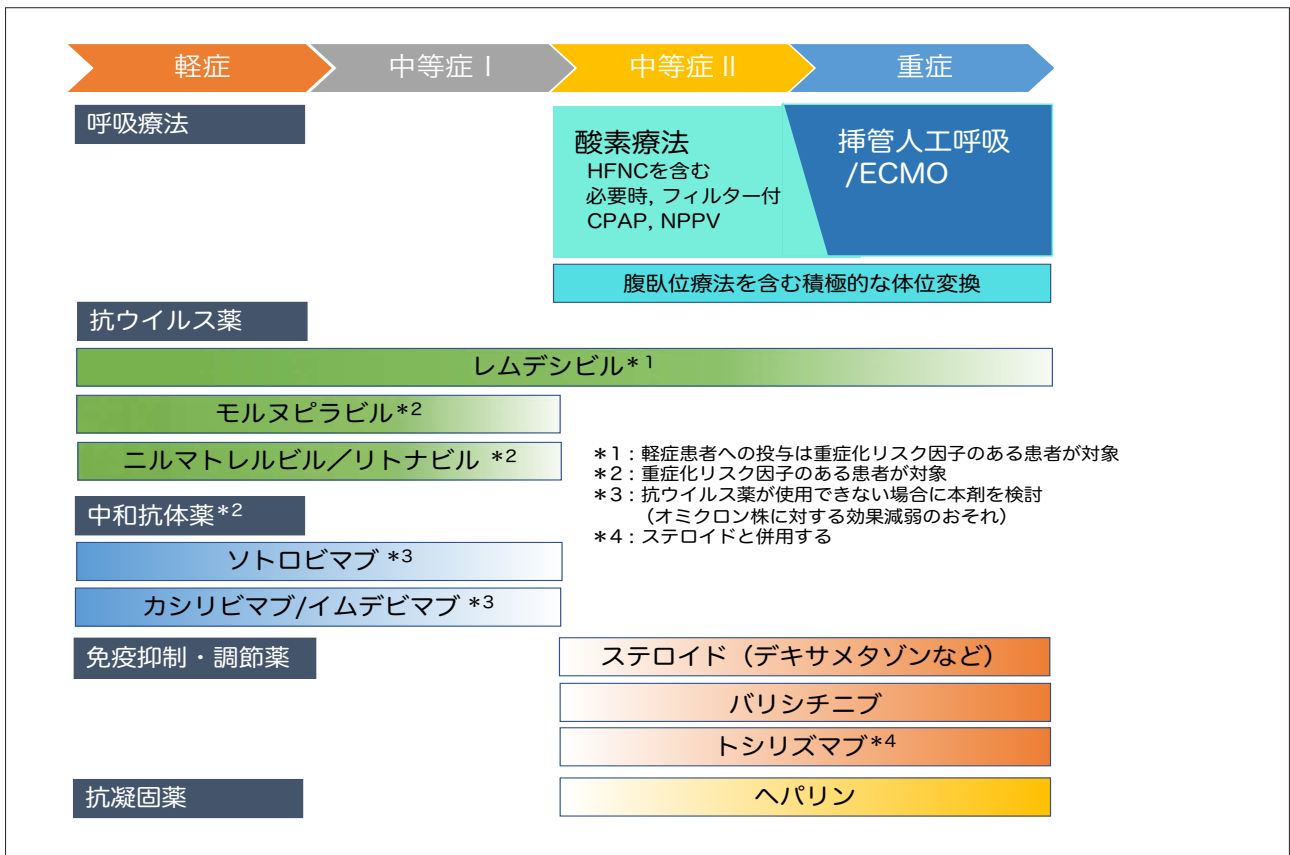 軽症
中等症Ⅰ
中等症Ⅱ
重症
呼吸療法
酸素療法
HFNCを含む
必要時, フィルター付
CPAP, NPPV
挿管人工呼吸
/ECMO
腹臥位療法を含む積極的な体位変換
抗ウイルス薬
レムデシビル*1
モルヌピラビル*2
ニルマトレルビル／リトナビル *2
*1：軽症患者への投与は重症化リスク因子のある患者が対象
*2：重症化リスク因子のある患者が対象
*3：抗ウイルス薬が使用できない場合に本剤を検討
（オミクロン株に対する効果減弱のおそれ）
*4：ステロイドと併用する
中和抗体薬*2
ソトロビマブ *3
カシリビマブ/イムデビマブ *3
免疫抑制・調節薬
ステロイド（デキサメタゾンなど）
バリシチニブ
トシリズマブ*4
抗凝固薬
ヘパリン